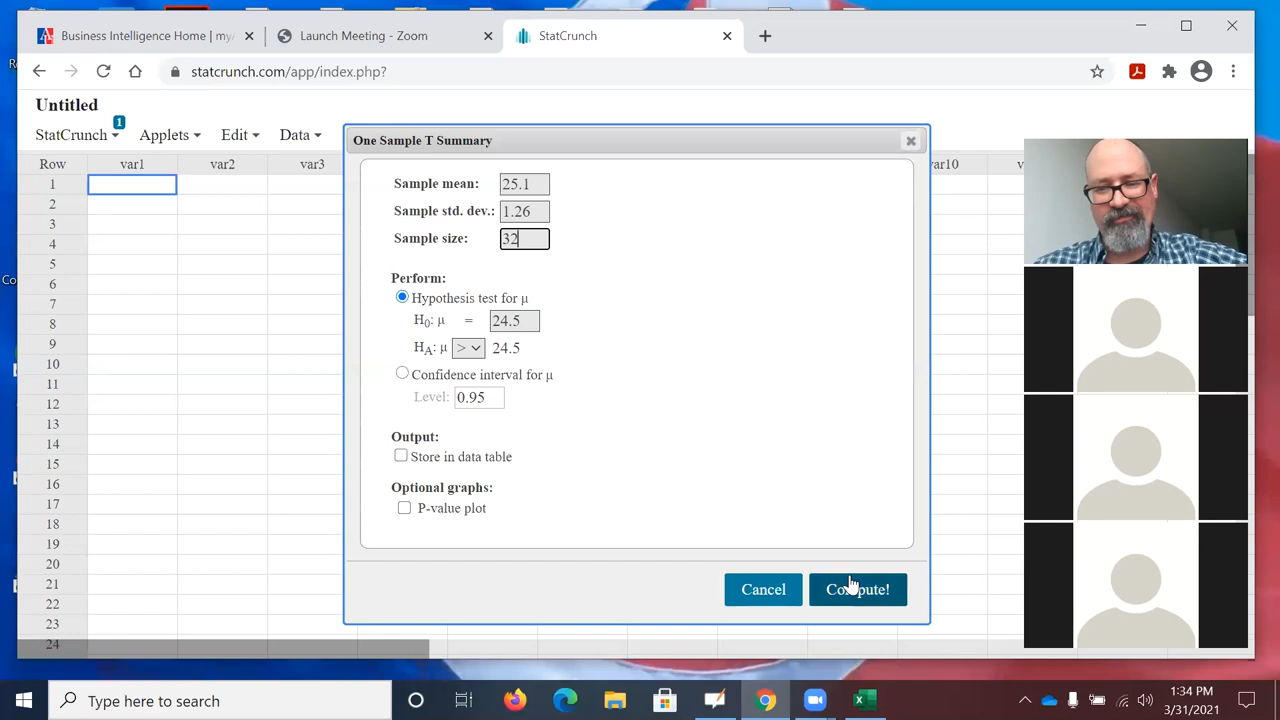 Business Intelligence Home | my
Launch Meeting - Zoom
StatCrunch
statcrunch.com/app/index.php?
Untitled
StatCrunch 1 Applets Edit Data
Row var1 var2 var3 var10
One Sample T Summary
Sample mean: 25.1
Sample std. dev.: 1.26
Sample size: 32
Perform:
Hypothesis test for μ
H0: μ = 24.5
HA: μ > 24.5
Confidence interval for μ
Level: 0.95
Output:
Store in data table
Optional graphs:
P-value plot
Cancel Compute!
1
2
3
4
5
6
7
8
9
10
11
12
13
14
15
16
17
18
19
20
21
22
23
24
Type here to search
1:34 PM
3/31/2021